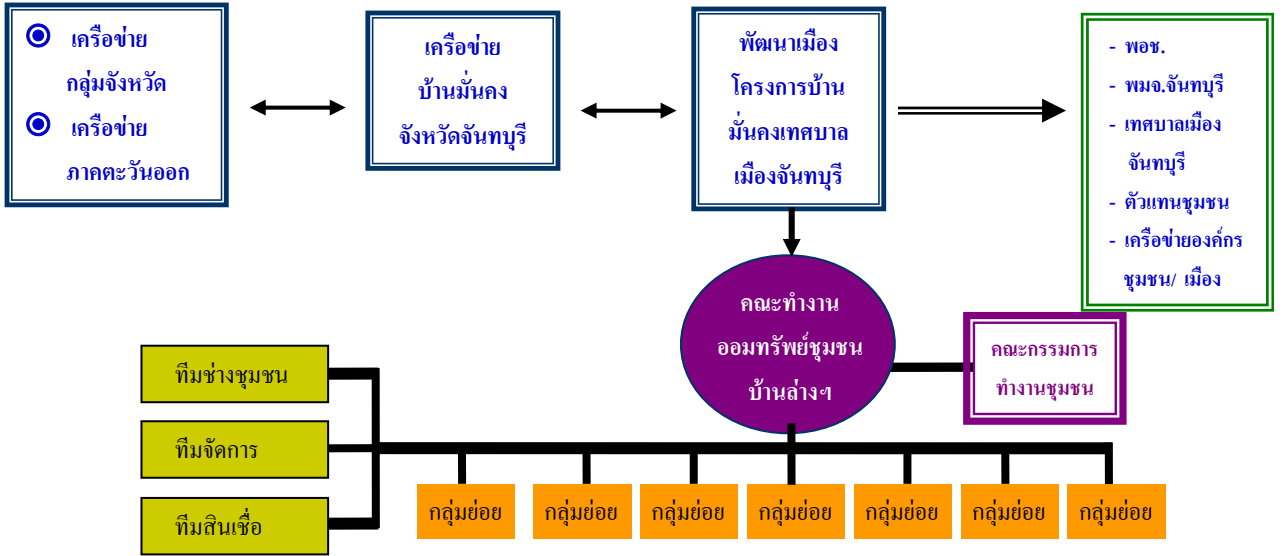 เครือข่าย
กลุ่มจังหวัด
เครือข่าย
ภาคตะวันออก
เครือข่าย
บ้านมั่นคง
จังหวัดจันทบุรี
พัฒนาเมือง
โครงการบ้าน
มั่นคงเทศบาล
เมืองจันทบุรี
- พอช.
- พมจ.จันทบุรี
- เทศบาลเมือง
จันทบุรี
- ตัวแทนชุมชน
- เครือข่ายองค์กร
ชุมชน/ เมือง
คณะทำงาน
ออมทรัพย์ชุมชน
บ้านล่างฯ
คณะกรรมการ
ทำงานชุมชน
ทีมช่างชุมชน
ทีมจัดการ
ทีมสินเชื่อ
กลุ่มย่อย
กลุ่มย่อย
กลุ่มย่อย
กลุ่มย่อย
กลุ่มย่อย
กลุ่มย่อย
กลุ่มย่อย